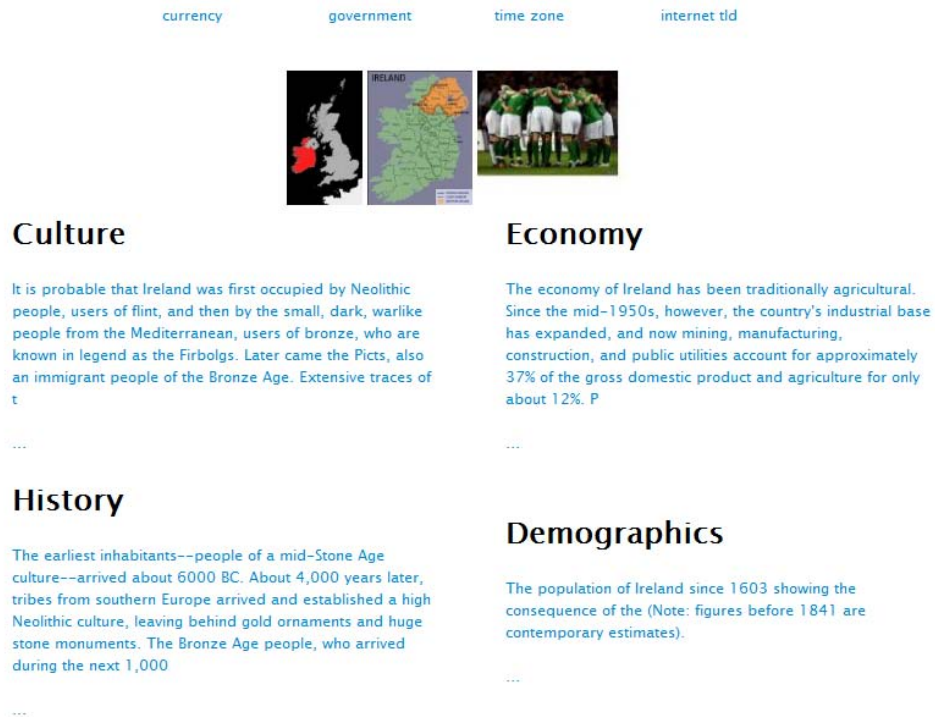 currency government time zone internet tld
IRELAND
Culture
It is probable that Ireland was first occupied by Neolithic
people, users of flint, and then by the small, dark, warlike
people from the Mediterranean, users of bronze, who are
known in legend as the Firbolgs. Later came the Picts, also
an immigrant people of the Bronze Age. Extensive traces of
t
...
Economy
The economy of Ireland has been traditionally agricultural.
Since the mid-1950s, however, the country's industrial base
has expanded, and now mining, manufacturing,
construction, and public utilities account for approximately
37% of the gross domestic product and agriculture for only
about 12%. P
...
History
The earliest inhabitants--people of a mid-Stone Age
culture--arrived about 6000 BC. About 4,000 years later,
tribes from southern Europe arrived and established a high
Neolithic culture, leaving behind gold ornaments and huge
stone monuments. The Bronze Age people, who arrived
during the next 1,000
...
Demographics
The population of Ireland since 1603 showing the
consequence of the (Note: figures before 1841 are
contemporary estimates).
...